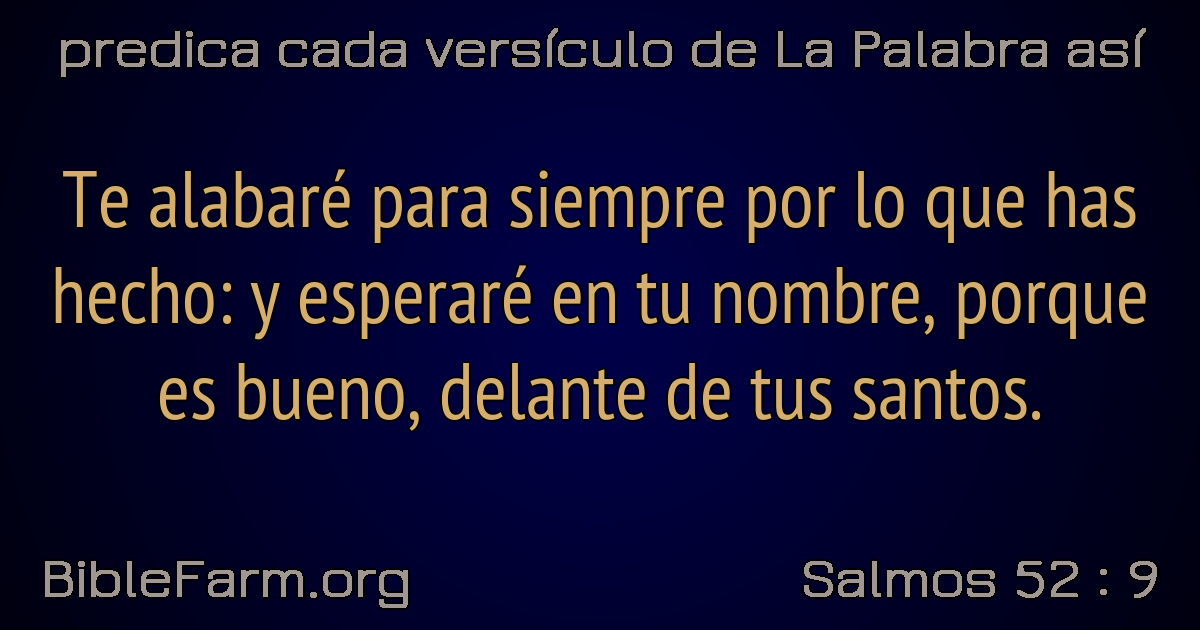 predica cada versículo de La Palabra así
Te alabaré para siempre por lo que has
hecho: y esperaré en tu nombre, porque
es bueno, delante de tus santos.
BibleFarm.org
Salmos 52 : 9